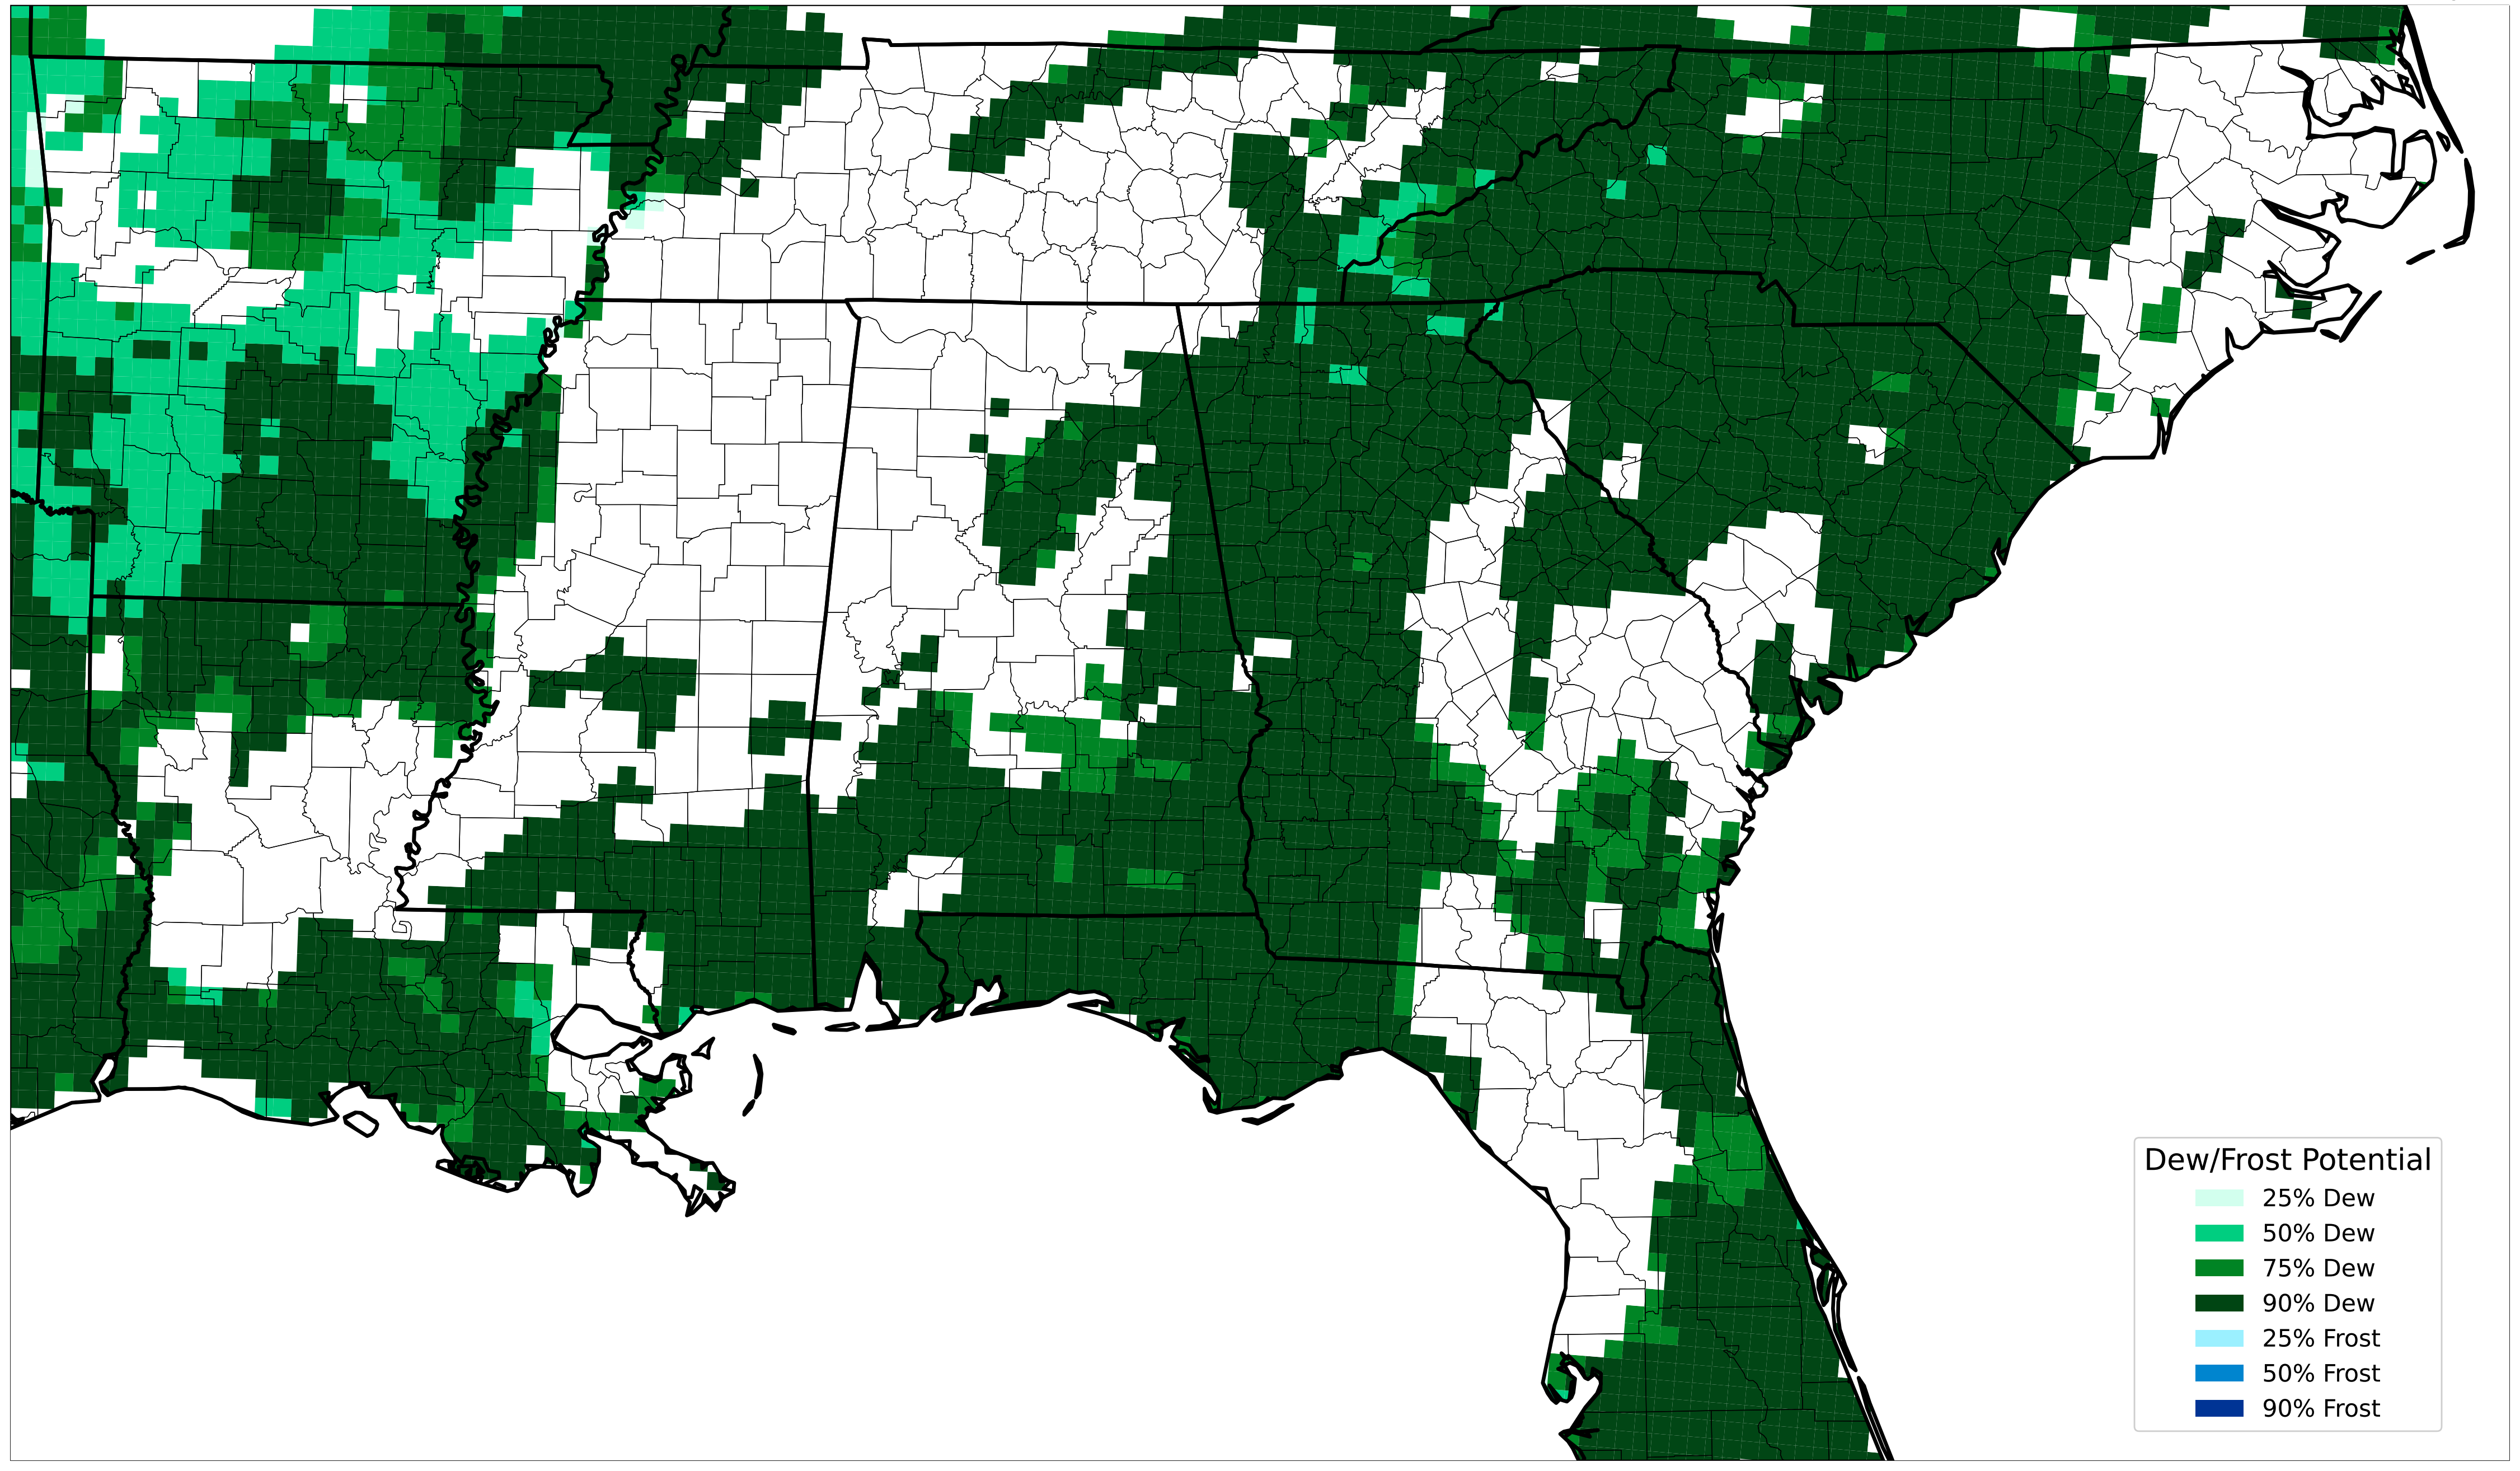 Dew/Frost Potential
25% Dew
50% Dew
75% Dew
90% Dew
25% Frost
50% Frost
90% Frost